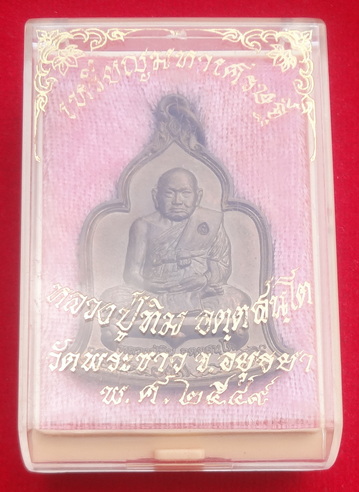 เหรียญมหาเศรษฐี
หลวงปู่ทิม อตฺตสนฺโต
วัดพระขาว จ.อยุธยา
พ.ศ.๒๕๔๙